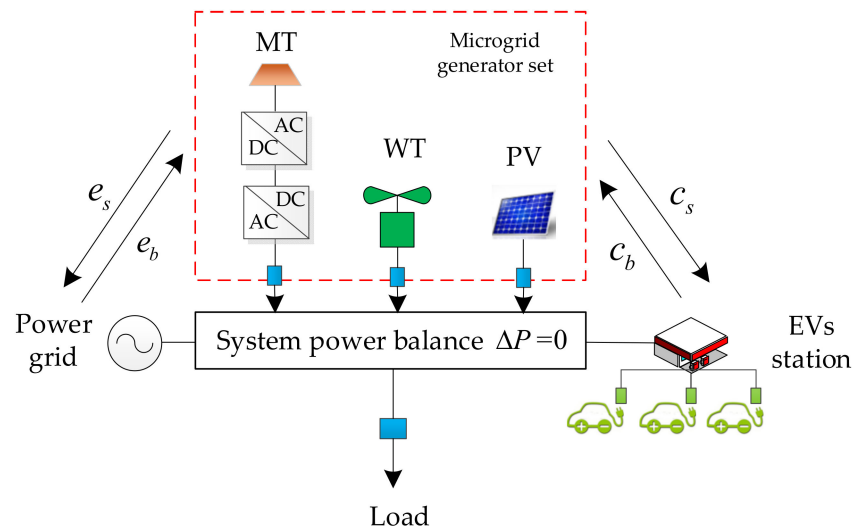 MT
Microgrid
generator set
AC
DC
WT
PV
DC
AC
e_s
e_b
c_s
c_b
Power
grid
System power balance ΔP=0
EVs
station
Load